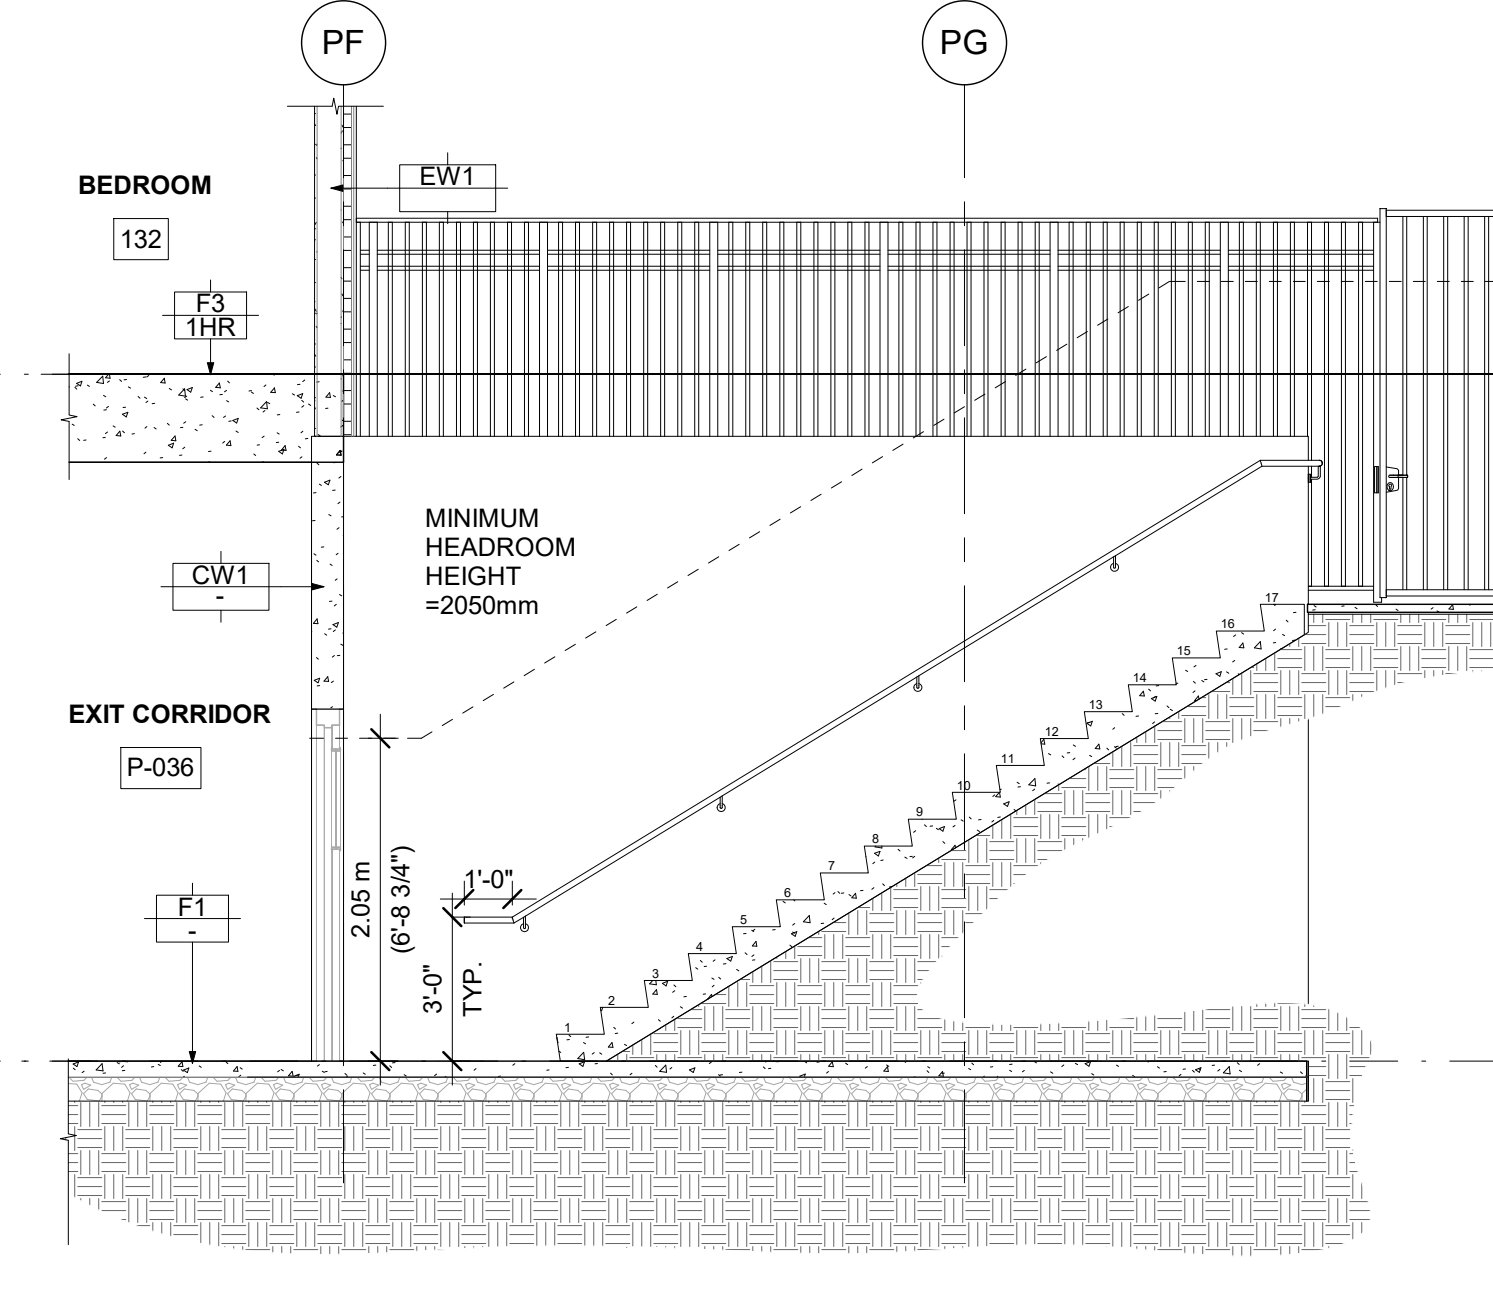 PF
PG
EW1
BEDROOM
132
F3
1HR
MINIMUM
HEADROOM
HEIGHT
=2050mm
CW1
-
EXIT CORRIDOR
P-036
F1
-
2.05 m
(6'-8 3/4")
1'-0"
3'-0"
TYP.
1
2
3
4
5
6
7
8
9
10
11
12
13
14
15
16
17